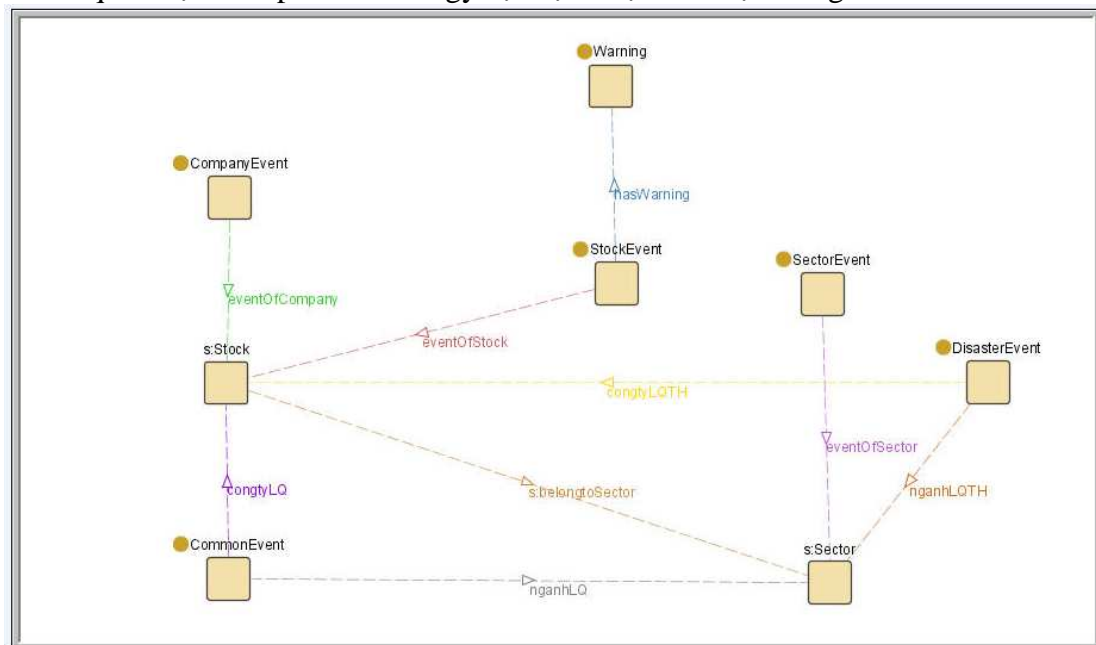 Warning
CompanyEvent
hasWarning
StockEvent
SectorEvent
eventOfCompany
eventOfStock
s:Stock
DisasterEvent
congtyLQTH
eventOfSector
congtyLQ
s:belongtoSector
nganhLQTH
CommonEvent
s:Sector
nganhLQ